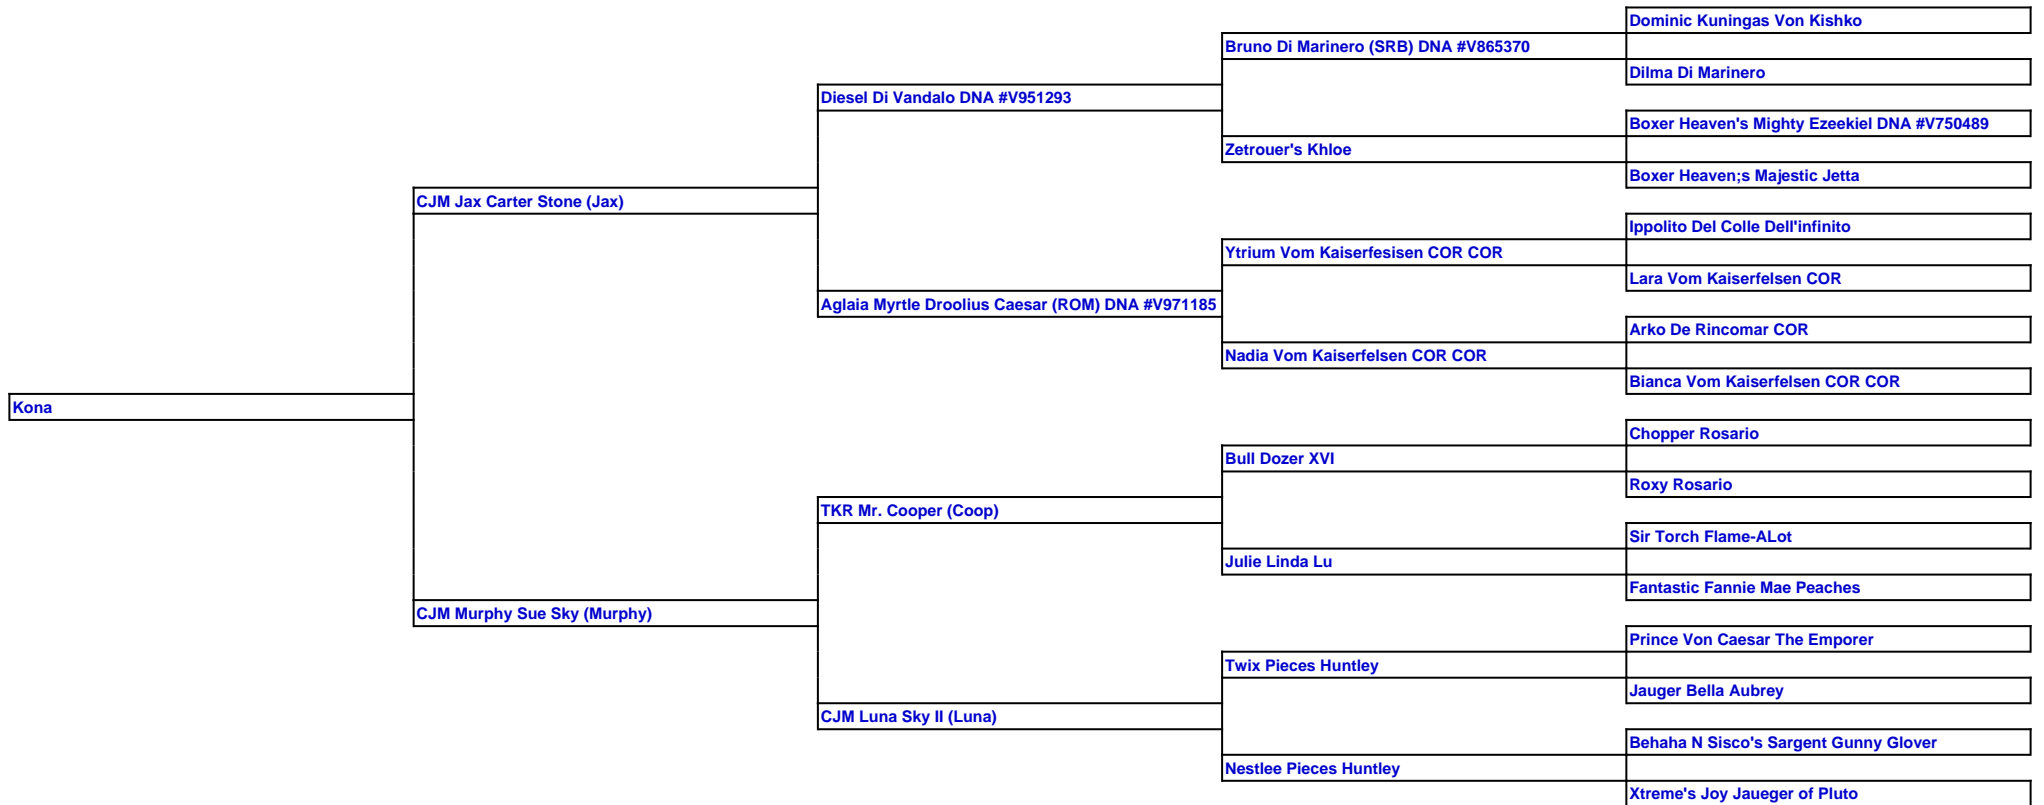 Dominic Kuningas Von Kishko
Bruno Di Marinero (SRB) DNA #V865370
Dilma Di Marinero
Diesel Di Vandalo DNA #V951293
Boxer Heaven's Mighty Ezeekiel DNA #V750489
Zetrouer's Khloe
Boxer Heaven;s Majestic Jetta
CJM Jax Carter Stone (Jax)
Ippolito Del Colle Dell'infinito
Ytrium Vom Kaiserfesisen COR COR
Lara Vom Kaiserfelsen COR
Aglaia Myrtle Droolius Caesar (ROM) DNA #V971185
Arko De Rincomar COR
Nadia Vom Kaiserfelsen COR COR
Bianca Vom Kaiserfelsen COR COR
Kona
Chopper Rosario
Bull Dozer XVI
Roxy Rosario
TKR Mr. Cooper (Coop)
Sir Torch Flame-ALot
Julie Linda Lu
Fantastic Fannie Mae Peaches
CJM Murphy Sue Sky (Murphy)
Prince Von Caesar The Emporer
Twix Pieces Huntley
Jauger Bella Aubrey
CJM Luna Sky II (Luna)
Behaha N Sisco's Sargent Gunny Glover
Nestlee Pieces Huntley
Xtreme's Joy Jaueger of Pluto